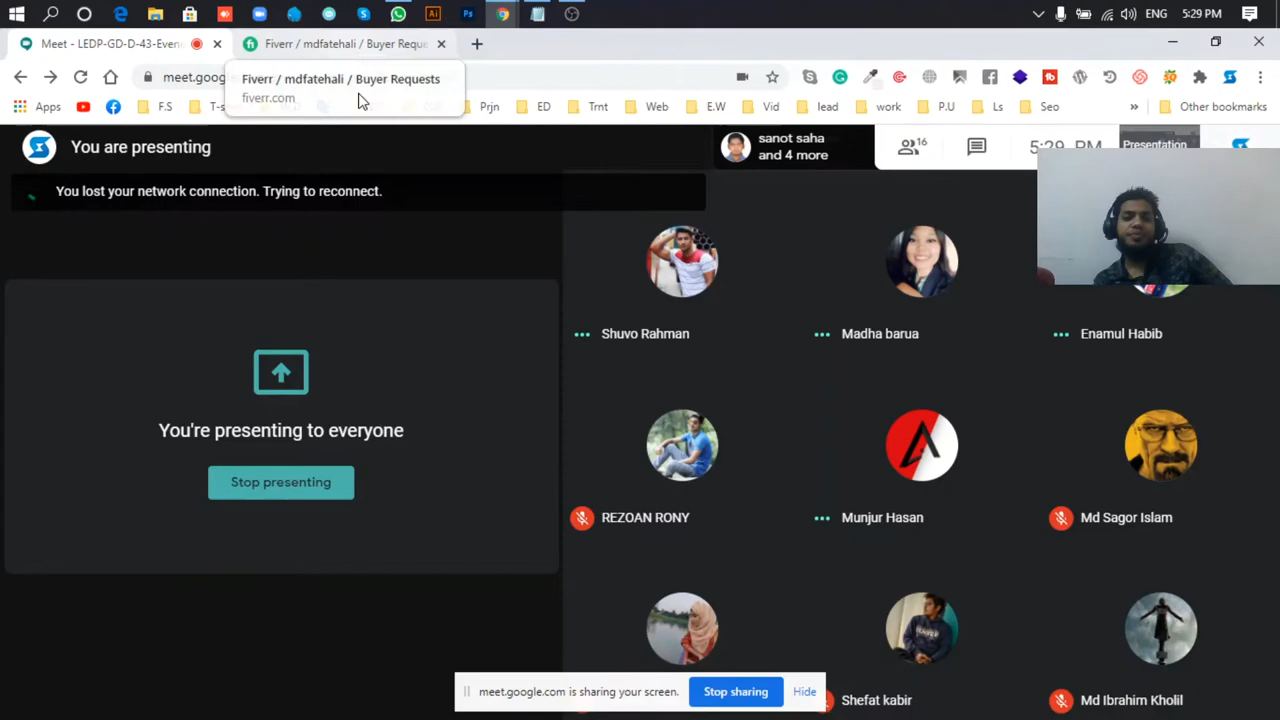 ENG
5:29 PM
Meet - LEDP-GD-D-43-Even
Fiverr / mdfatehali / Buyer Reque
meet.goog
Fiverr / mdfatehali / Buyer Requests
fiverr.com
Apps
F.S
T-s
Prjn
ED
Trnt
Web
E.W
Vid
lead
work
P.U
Ls
Seo
Other bookmarks
You are presenting
sanot saha
and 4 more
16
5:29 PM
Presentation
You lost your network connection. Trying to reconnect.
You're presenting to everyone
Stop presenting
Shuvo Rahman
Madha barua
Enamul Habib
REZOAN RONY
Munjur Hasan
Md Sagor Islam
Shefat kabir
Md Ibrahim Kholil
meet.google.com is sharing your screen.
Stop sharing
Hide